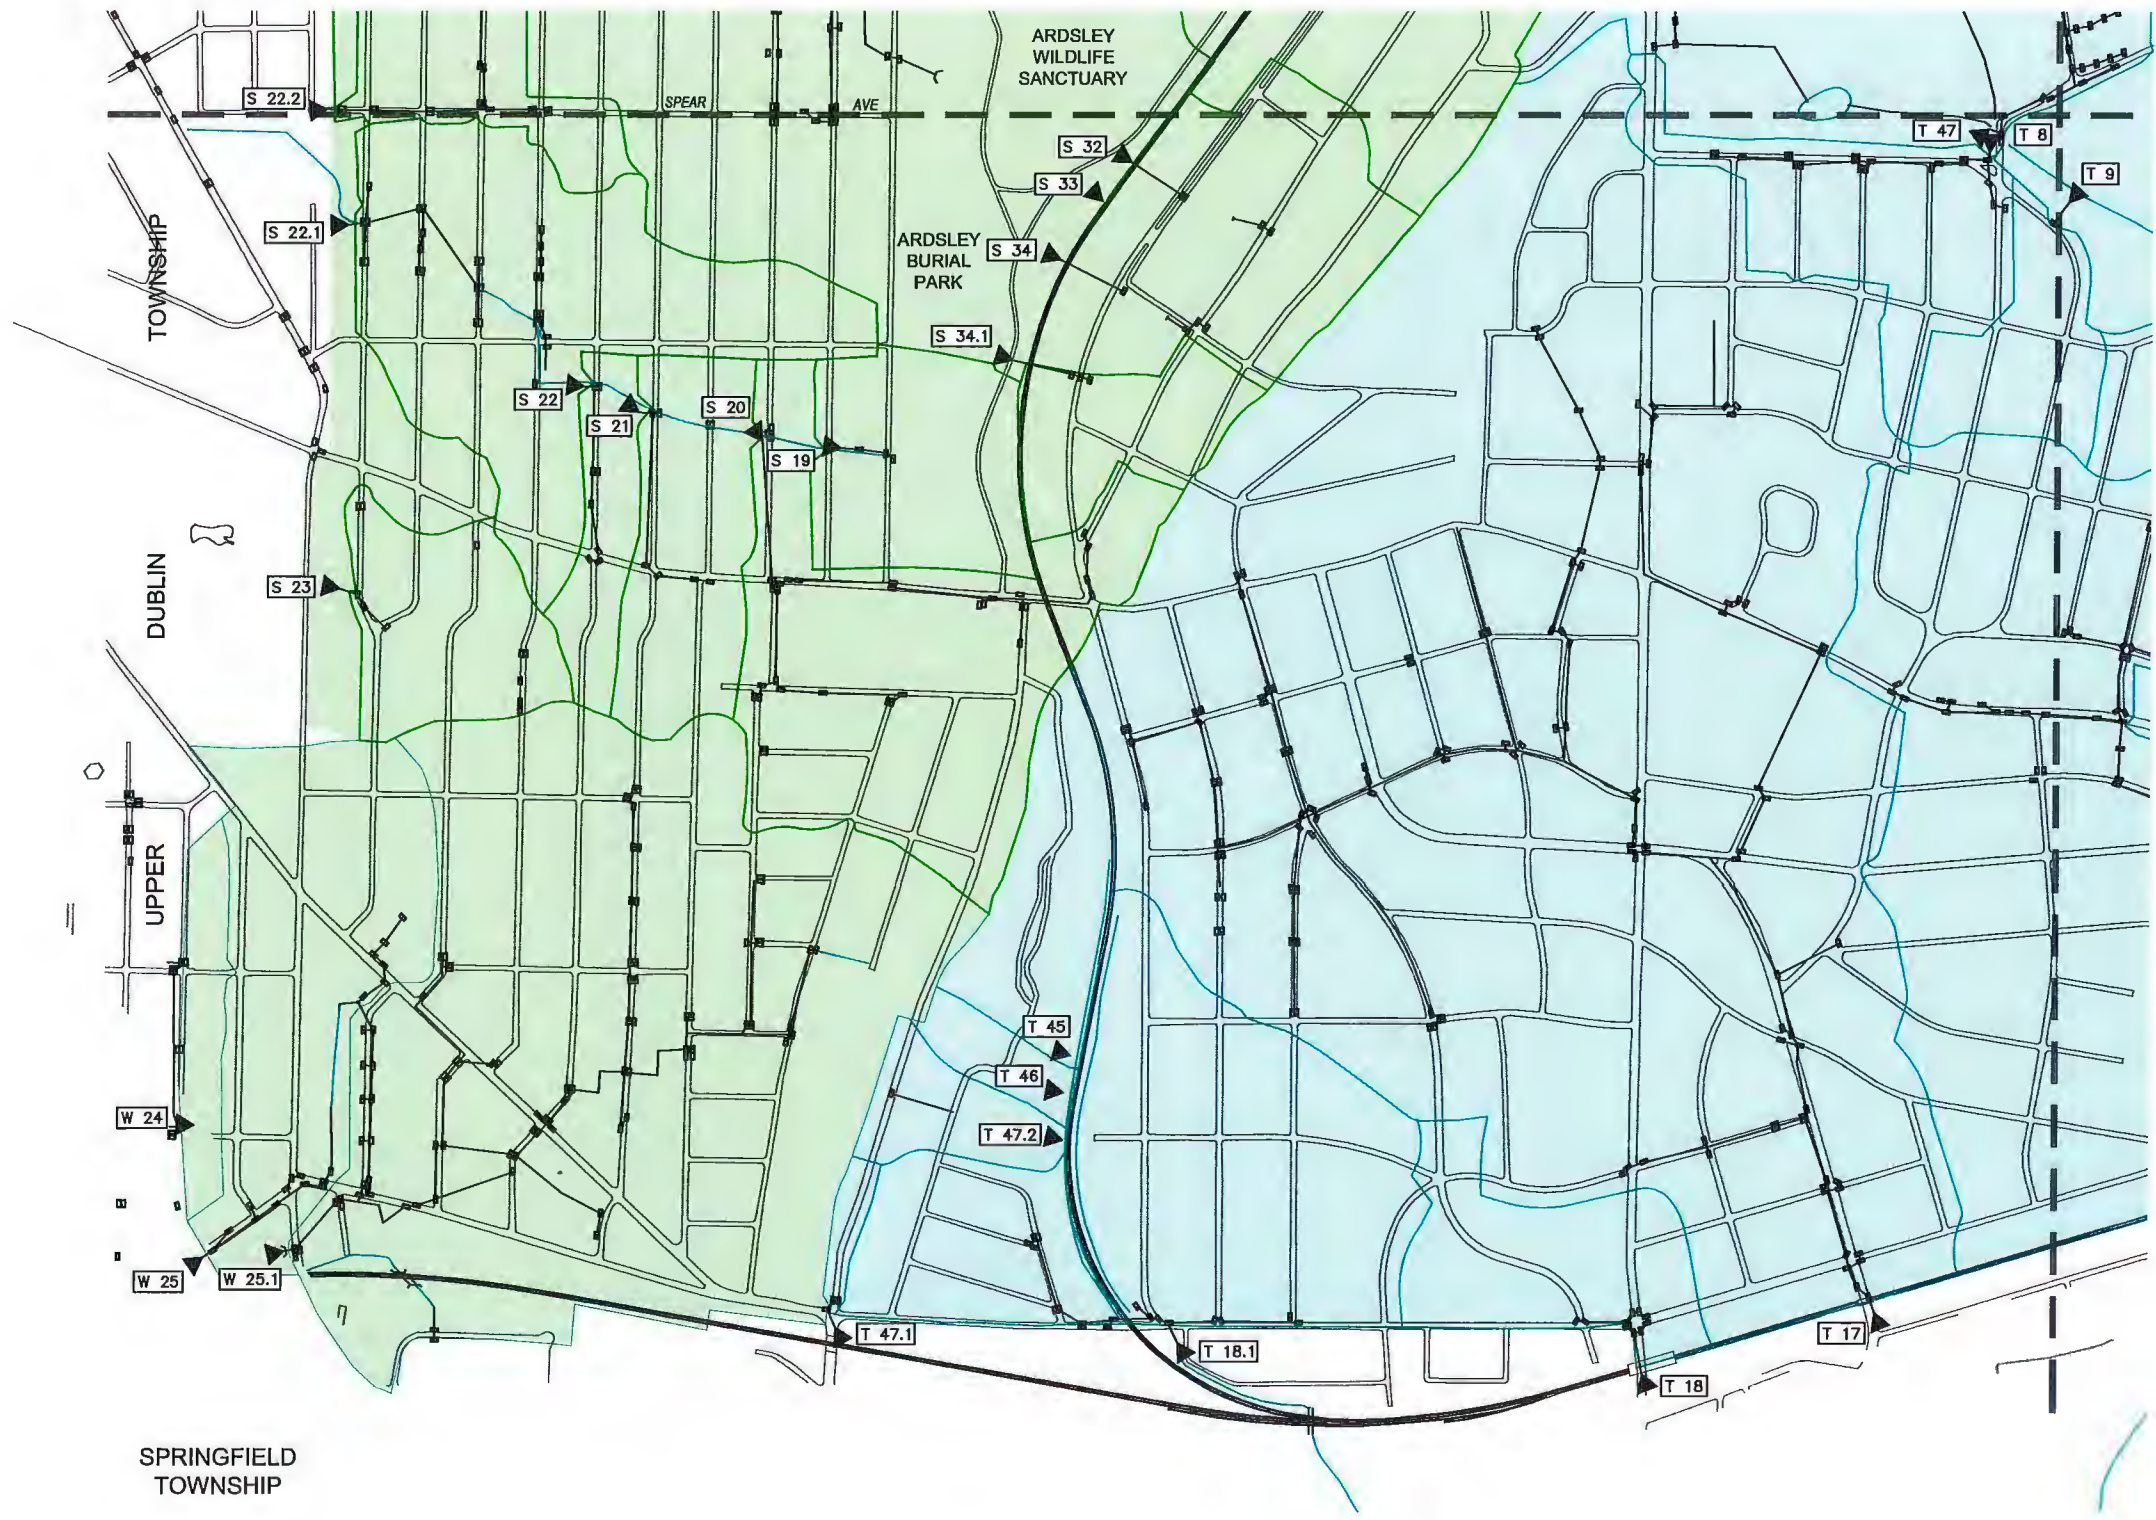 ARDSLEY
WILDLIFE
SANCTUARY
S 22.2
SPEAR AVE
T 47
T 8
S 32
T 9
S 33
S 22.1
TOWNSHIP
ARDSLEY
BURIAL
PARK
S 34
S 34.1
S 22
S 20
S 21
S 19
DUBLIN
S 23
UPPER
T 45
T 46
W 24
T 47.2
W 25
W 25.1
T 47.1
T 17
T 18.1
T 18
SPRINGFIELD
TOWNSHIP